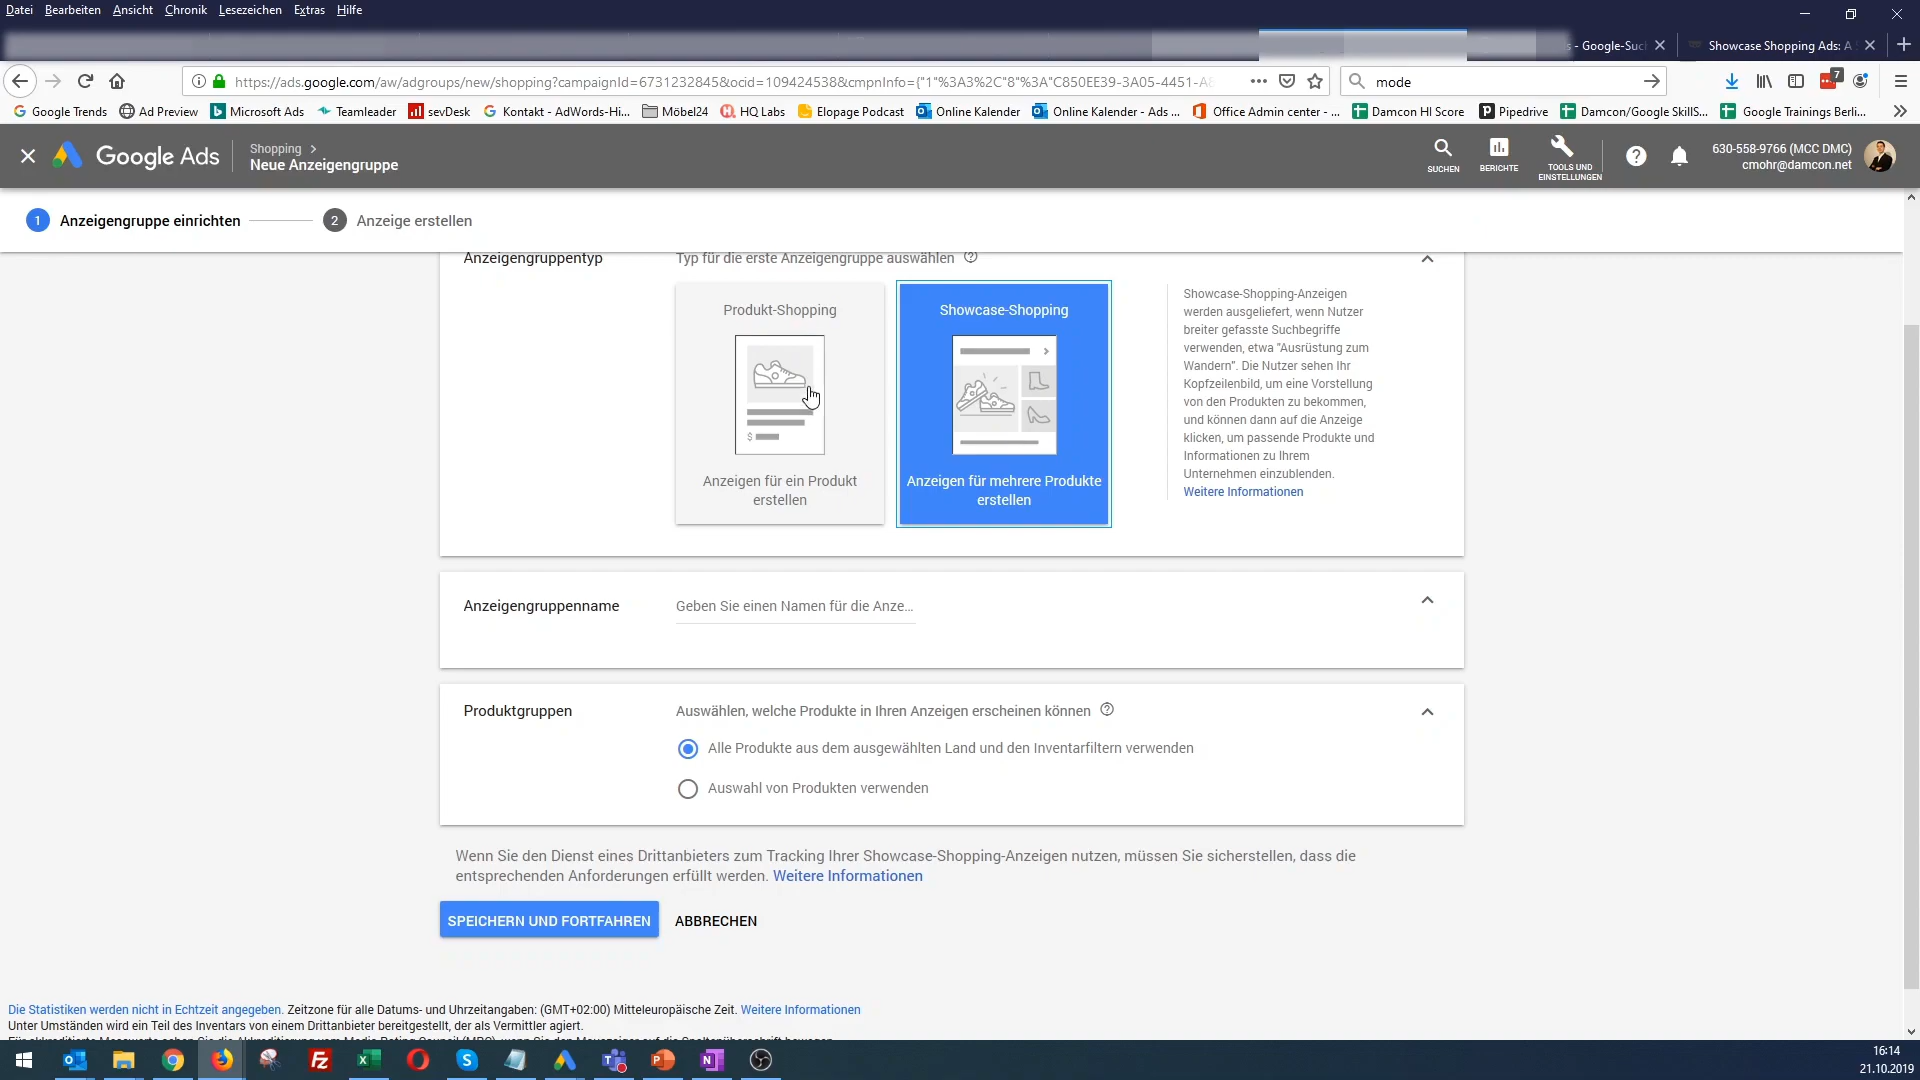 Datei Bearbeiten Ansicht Chronik Lesezeichen Extras Hilfe
- Google-Suc
Showcase Shopping Ads: A
https://ads.google.com/aw/adgroups/new/shopping?campaignId=6731232845&ocid=109424538&cmpnInfo={"1"%3A3%2C"8"%3A"C850EE39-3A05-4451-A8
mode
Google Trends Ad Preview Microsoft Ads Teamleader sevDesk Kontakt - AdWords-Hi... Möbel24 HQ Labs Elopage Podcast Online Kalender Online Kalender - Ads ... Office Admin center - ... Damcon HI Score Pipedrive Damcon/Google SkillS... Google Trainings Berli...
Google Ads
Shopping
Neue Anzeigengruppe
SUCHEN
BERICHTE
TOOLS UND
EINSTELLUNGEN
7
630-558-9766 (MCC DMC)
cmohr@damcon.net
1 Anzeigengruppe einrichten
2 Anzeige erstellen
Anzeigengruppentyp
Typ für die erste Anzeigengruppe auswählen
Produkt-Shopping
$
Anzeigen für ein Produkt
erstellen
Showcase-Shopping
Anzeigen für mehrere Produkte
erstellen
Showcase-Shopping-Anzeigen
werden ausgeliefert, wenn Nutzer
breiter gefasste Suchbegriffe
verwenden, etwa "Ausrüstung zum
Wandern". Die Nutzer sehen Ihr
Kopfzeilenbild, um eine Vorstellung
von den Produkten zu bekommen,
und können dann auf die Anzeige
klicken, um passende Produkte und
Informationen zu Ihrem
Unternehmen einzublenden.
Weitere Informationen
Anzeigengruppenname
Geben Sie einen Namen für die Anze...
Produktgruppen
Auswählen, welche Produkte in Ihren Anzeigen erscheinen können
Alle Produkte aus dem ausgewählten Land und den Inventarfiltern verwenden
Auswahl von Produkten verwenden
Wenn Sie den Dienst eines Drittanbieters zum Tracking Ihrer Showcase-Shopping-Anzeigen nutzen, müssen Sie sicherstellen, dass die
entsprechenden Anforderungen erfüllt werden. Weitere Informationen
SPEICHERN UND FORTFAHREN
ABBRECHEN
Die Statistiken werden nicht in Echtzeit angegeben. Zeitzone für alle Datums- und Uhrzeitangaben: (GMT+02:00) Mitteleuropäische Zeit. Weitere Informationen
Unter Umständen wird ein Teil des Inventars von einem Drittanbieter bereitgestellt, der als Vermittler agiert.
16:14
21.10.2019